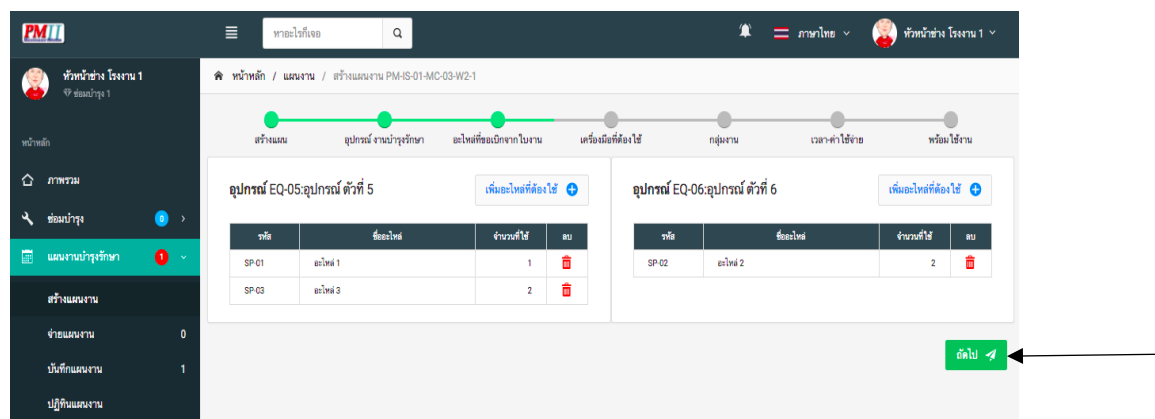 PMII
หาอะไรก็เจอ
ภาษาไทย
หัวหน้าช่าง โรงงาน 1
หัวหน้าช่าง โรงงาน 1
ซ่อมบำรุง 1
หน้าหลัก / แผนงาน / สร้างแผนงาน PM-IS-01-MC-03-W2-1
สร้างแผน
อุปกรณ์ งานบำรุงรักษา
อะไหล่ที่ขอเบิกจากใบงาน
เครื่องมือที่ต้องใช้
กลุ่มงาน
เวลา-ค่าใช้จ่าย
พร้อมใช้งาน
หน้าหลัก
ภาพรวม
ซ่อมบำรุง 0
แผนงานบำรุงรักษา 1
สร้างแผนงาน
จ่ายแผนงาน 0
บันทึกแผนงาน 1
ปฏิทินแผนงาน
อุปกรณ์ EQ-05:อุปกรณ์ ตัวที่ 5
เพิ่มอะไหล่ที่ต้องใช้
รหัส ชื่ออะไหล่ จำนวนที่ใช้ ลบ
SP-01 อะไหล่ 1 1
SP-03 อะไหล่ 3 2
อุปกรณ์ EQ-06:อุปกรณ์ ตัวที่ 6
เพิ่มอะไหล่ที่ต้องใช้
รหัส ชื่ออะไหล่ จำนวนที่ใช้ ลบ
SP-02 อะไหล่ 2 2
ถัดไป